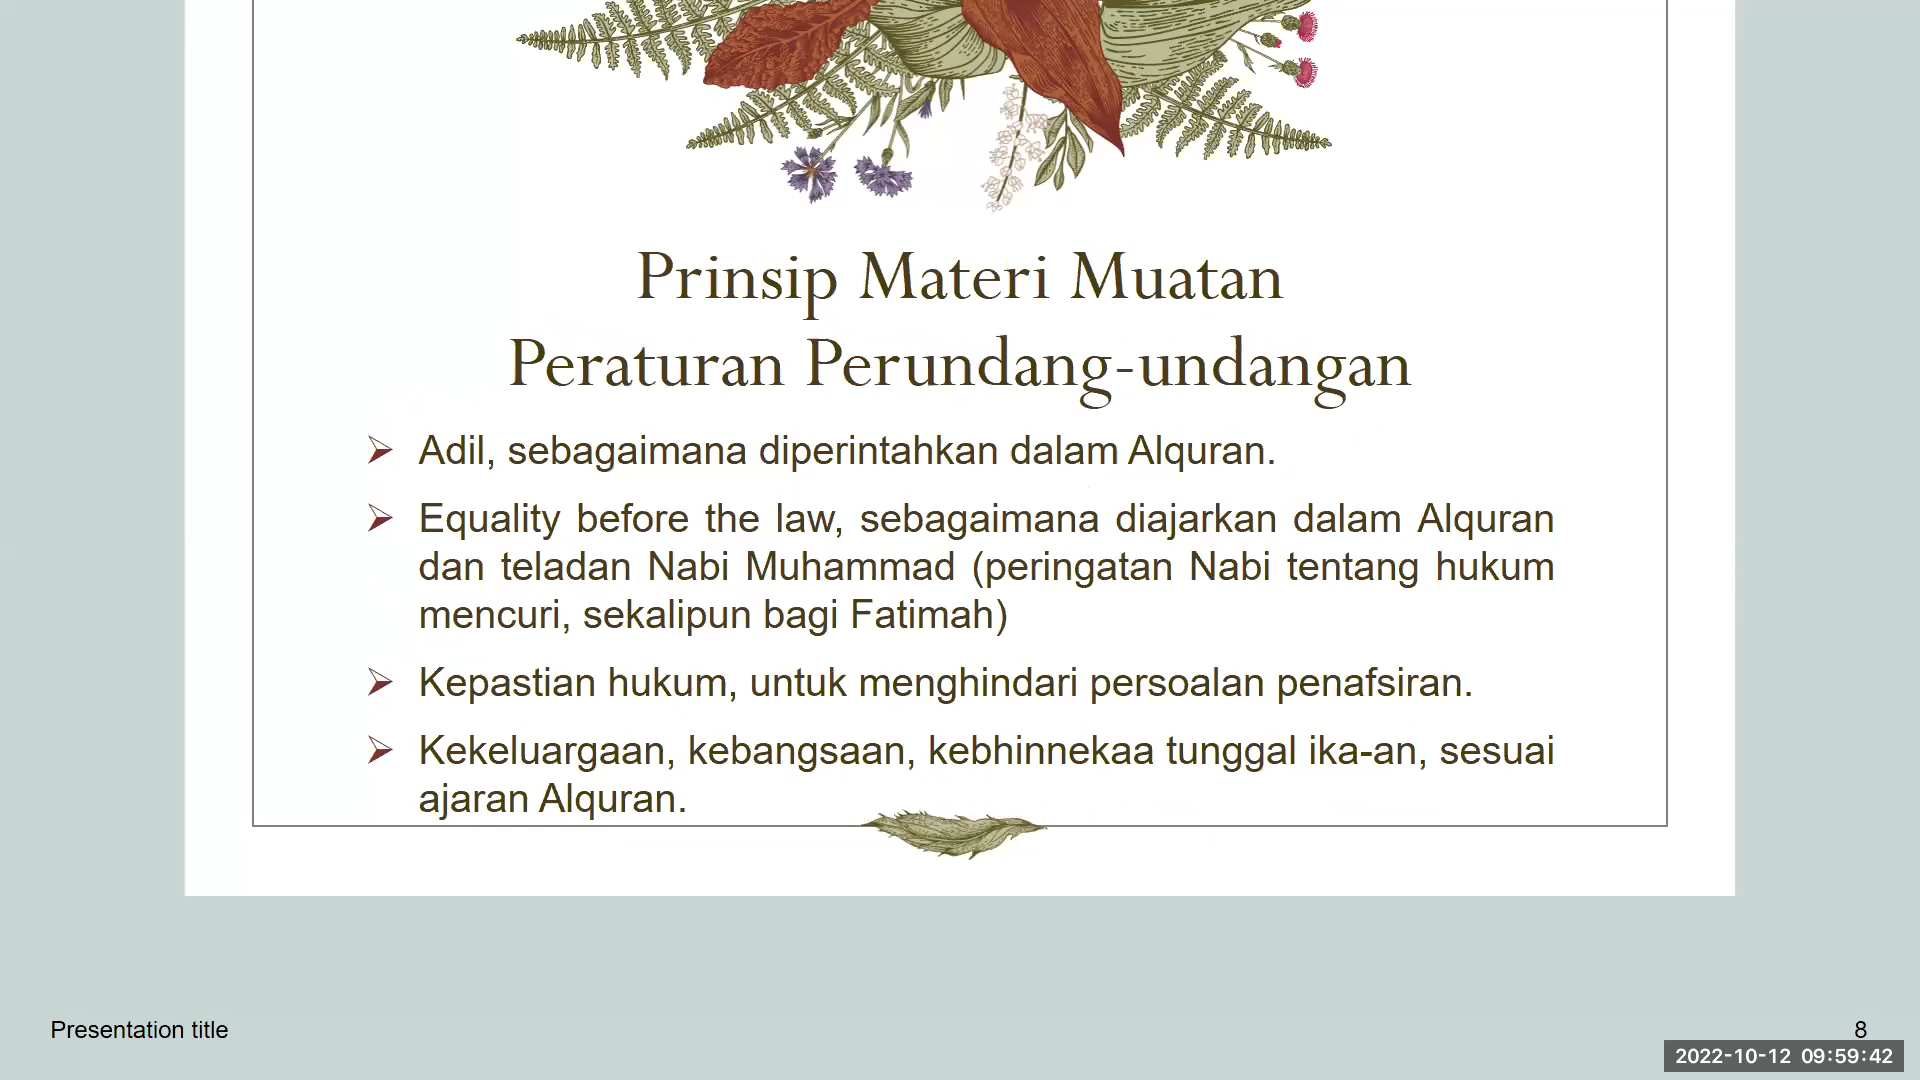 Prinsip Materi Muatan
Peraturan Perundang-undangan
Adil, sebagaimana diperintahkan dalam Alquran.
Equality before the law, sebagaimana diajarkan dalam Alquran
dan teladan Nabi Muhammad (peringatan Nabi tentang hukum
mencuri, sekalipun bagi Fatimah)
Kepastian hukum, untuk menghindari persoalan penafsiran.
Kekeluargaan, kebangsaan, kebhinnekaa tunggal ika-an, sesuai
ajaran Alquran.
Presentation title
8
2022-10-12 09:59:42